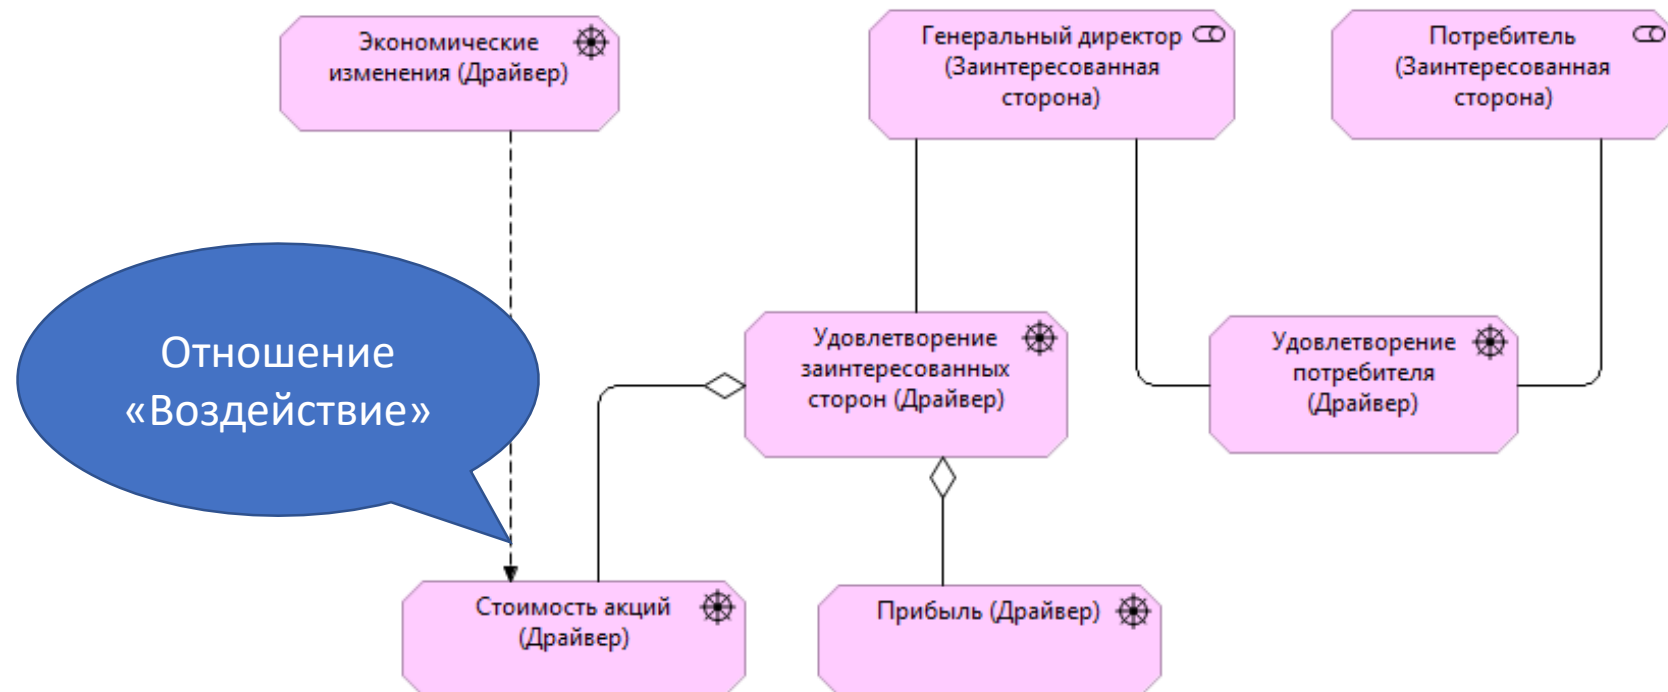 Экономические
изменения (Драйвер)
Генеральный директор
(Заинтересованная
сторона)
Потребитель
(Заинтересованная
сторона)
Отношение
«Воздействие»
Удовлетворение
заинтересованных
сторон (Драйвер)
Удовлетворение
потребителя
(Драйвер)
Стоимость акций
(Драйвер)
Прибыль (Драйвер)